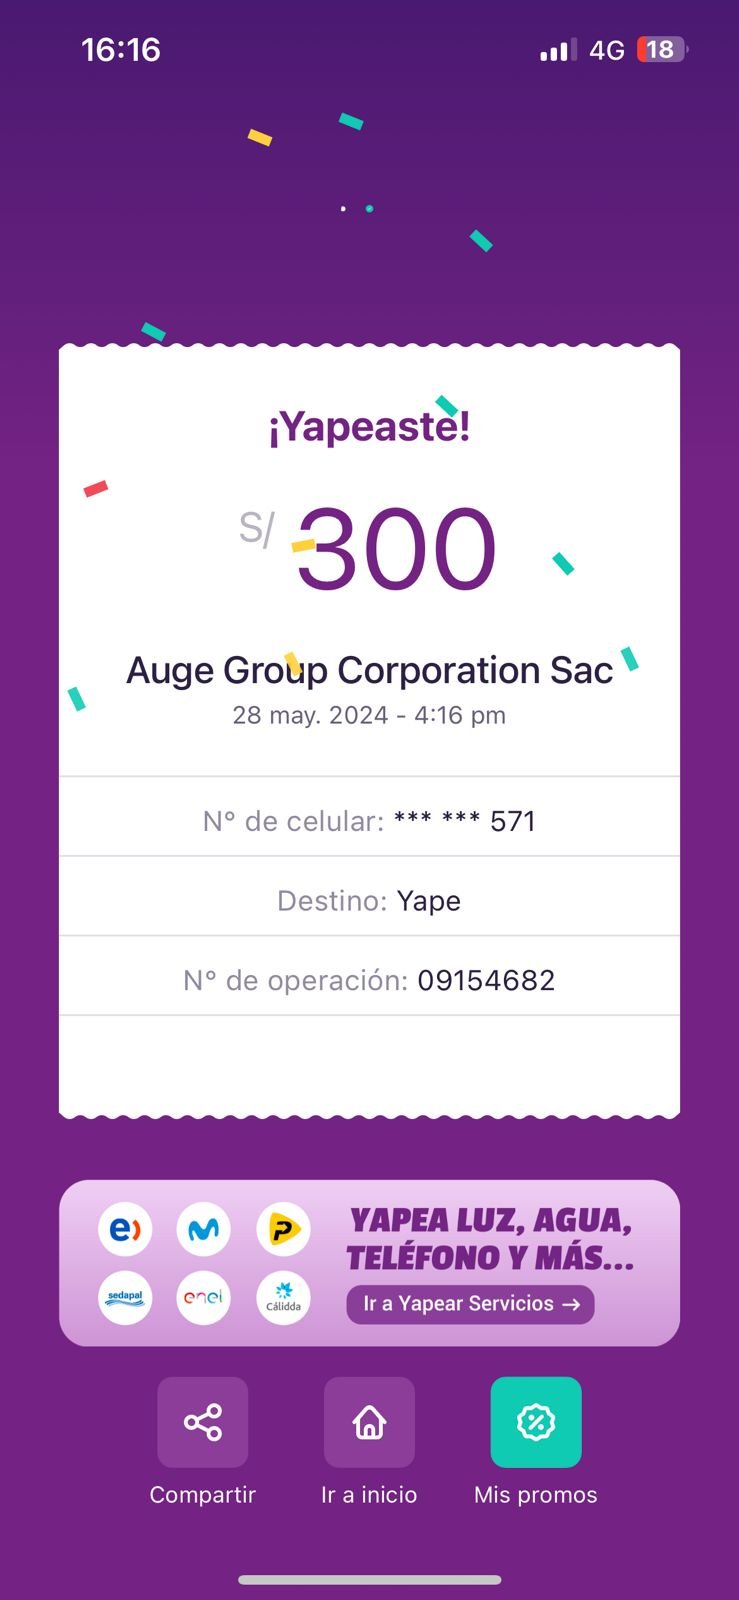 16:16
4G
18
¡Yapeaste!
S/ 300
Auge Group Corporation Sac
28 may. 2024 - 4:16 pm
N° de celular: *** *** 571
Destino: Yape
N° de operación: 09154682
e)
P
sedapal
enel
Cálidda
YAPEA LUZ, AGUA,
TELÉFONO Y MÁS...
Ir a Yapear Servicios →
Compartir
Ir a inicio
Mis promos